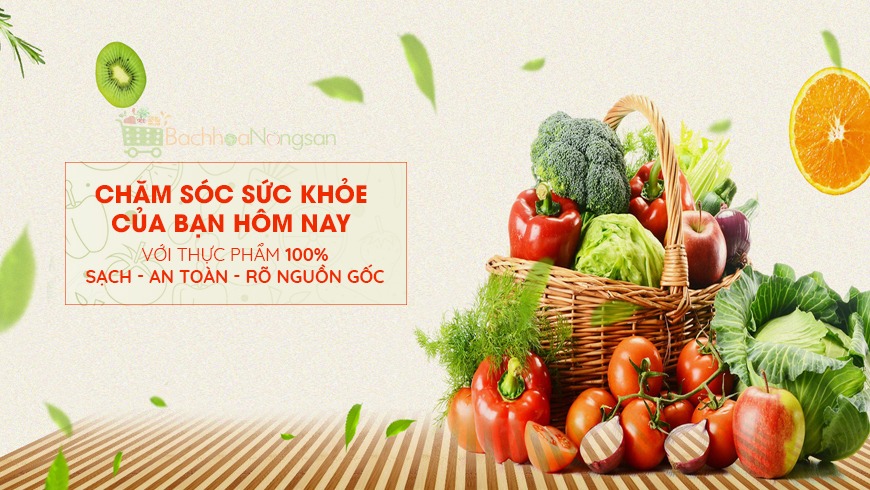 BachhoaNongsan
CHĂM SÓC SỨC KHỎE
CỦA BẠN HÔM NAY
VỚI THỰC PHẨM 100%
SẠCH - AN TOÀN - RÕ NGUỒN GỐC